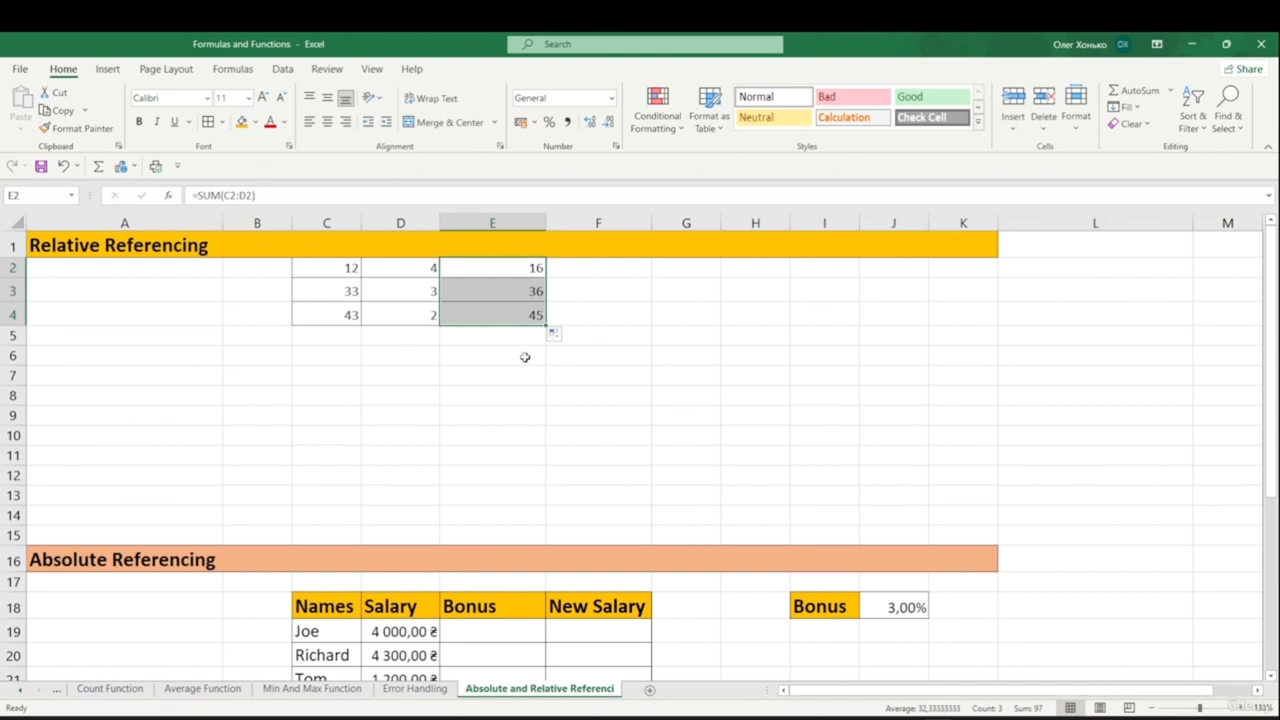 Formulas and Functions - Excel
Search
Олег Хонько
ОХ
File Home Insert Page Layout Formulas Data Review View Help
Share
Paste
Cut
Copy
Format Painter
Clipboard
Calibri 11
B I U
Font
Wrap Text
Merge & Center
Alignment
General
%
Number
Conditional Formatting
Format as Table
Normal Bad Good
Neutral Calculation Check Cell
Styles
Insert Delete Format
Cells
AutoSum
Fill
Clear
Sort & Filter
Find & Select
Editing
E2
fx
=SUM(C2:D2)
A B C D E F G H I J K L M
1 Relative Referencing
2 12 4 16
3 33 3 36
4 43 2 45
5
6
7
8
9
10
11
12
13
14
15
16 Absolute Referencing
17
18 Names Salary Bonus New Salary Bonus 3,00%
19 Joe 4 000,00 ₴
20 Richard 4 300,00 ₴
21 Tom 1 200,00 ₴
... Count Function Average Function Min And Max Function Error Handling Absolute and Relative Referenci
Ready
Average: 32,33333333 Count: 3 Sum: 97